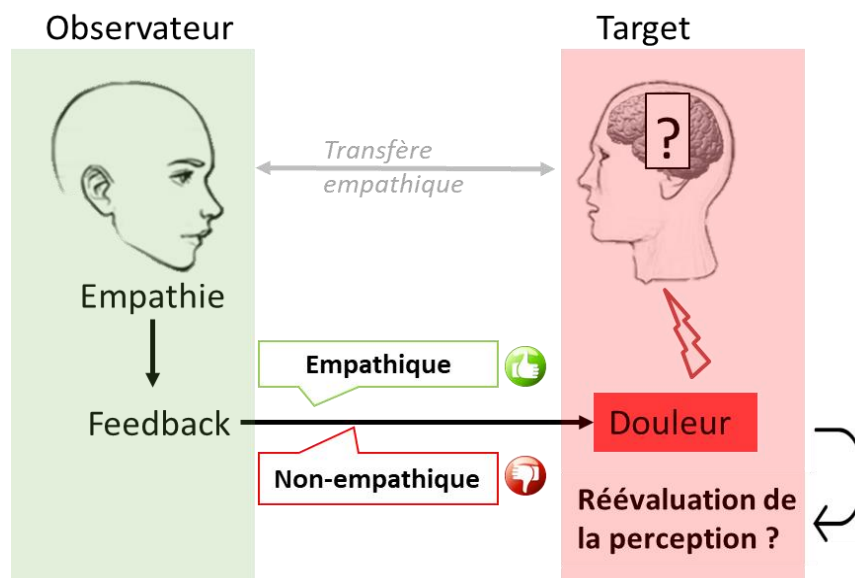 Observateur
Target
?
Transfère
empathique
Empathie
Empathique
Feedback
Douleur
Non-empathique
Réévaluation de
la perception ?